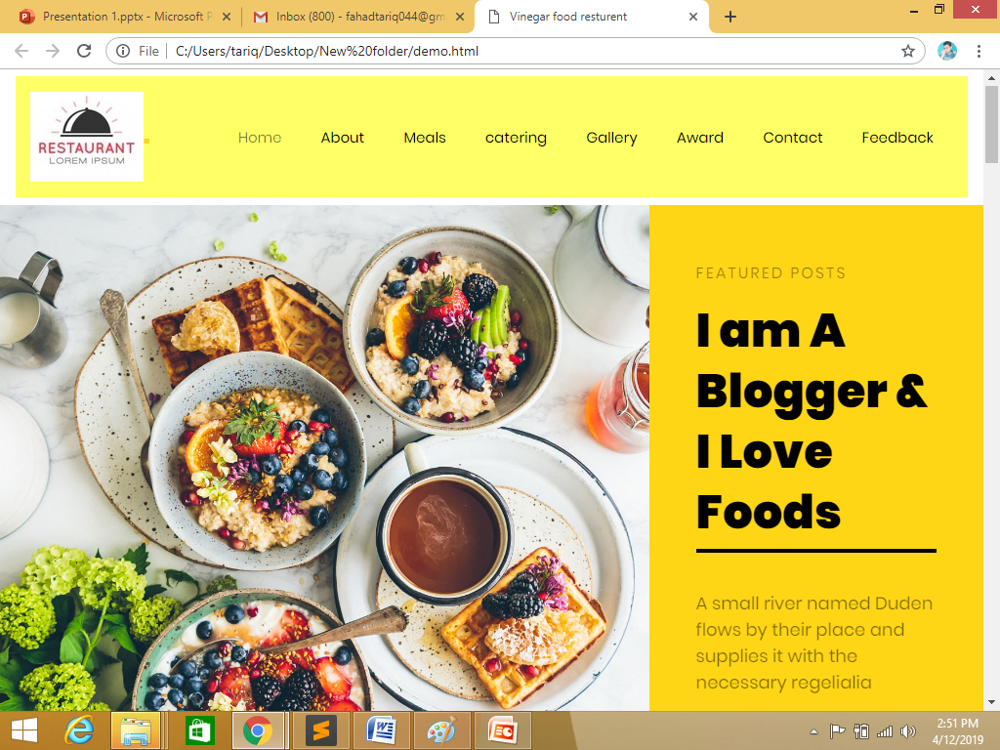 Presentation 1.pptx - Microsoft P
Inbox (800) - fahadtariq044@gm
Vinegar food resturent
File
C:/Users/tariq/Desktop/New%20folder/demo.html
RESTAURANT
LOREM IPSUM
Home
About
Meals
catering
Gallery
Award
Contact
Feedback
FEATURED POSTS
I am A
Blogger &
I Love
Foods
A small river named Duden
flows by their place and
supplies it with the
necessary regelialia
2:51 PM
4/12/2019